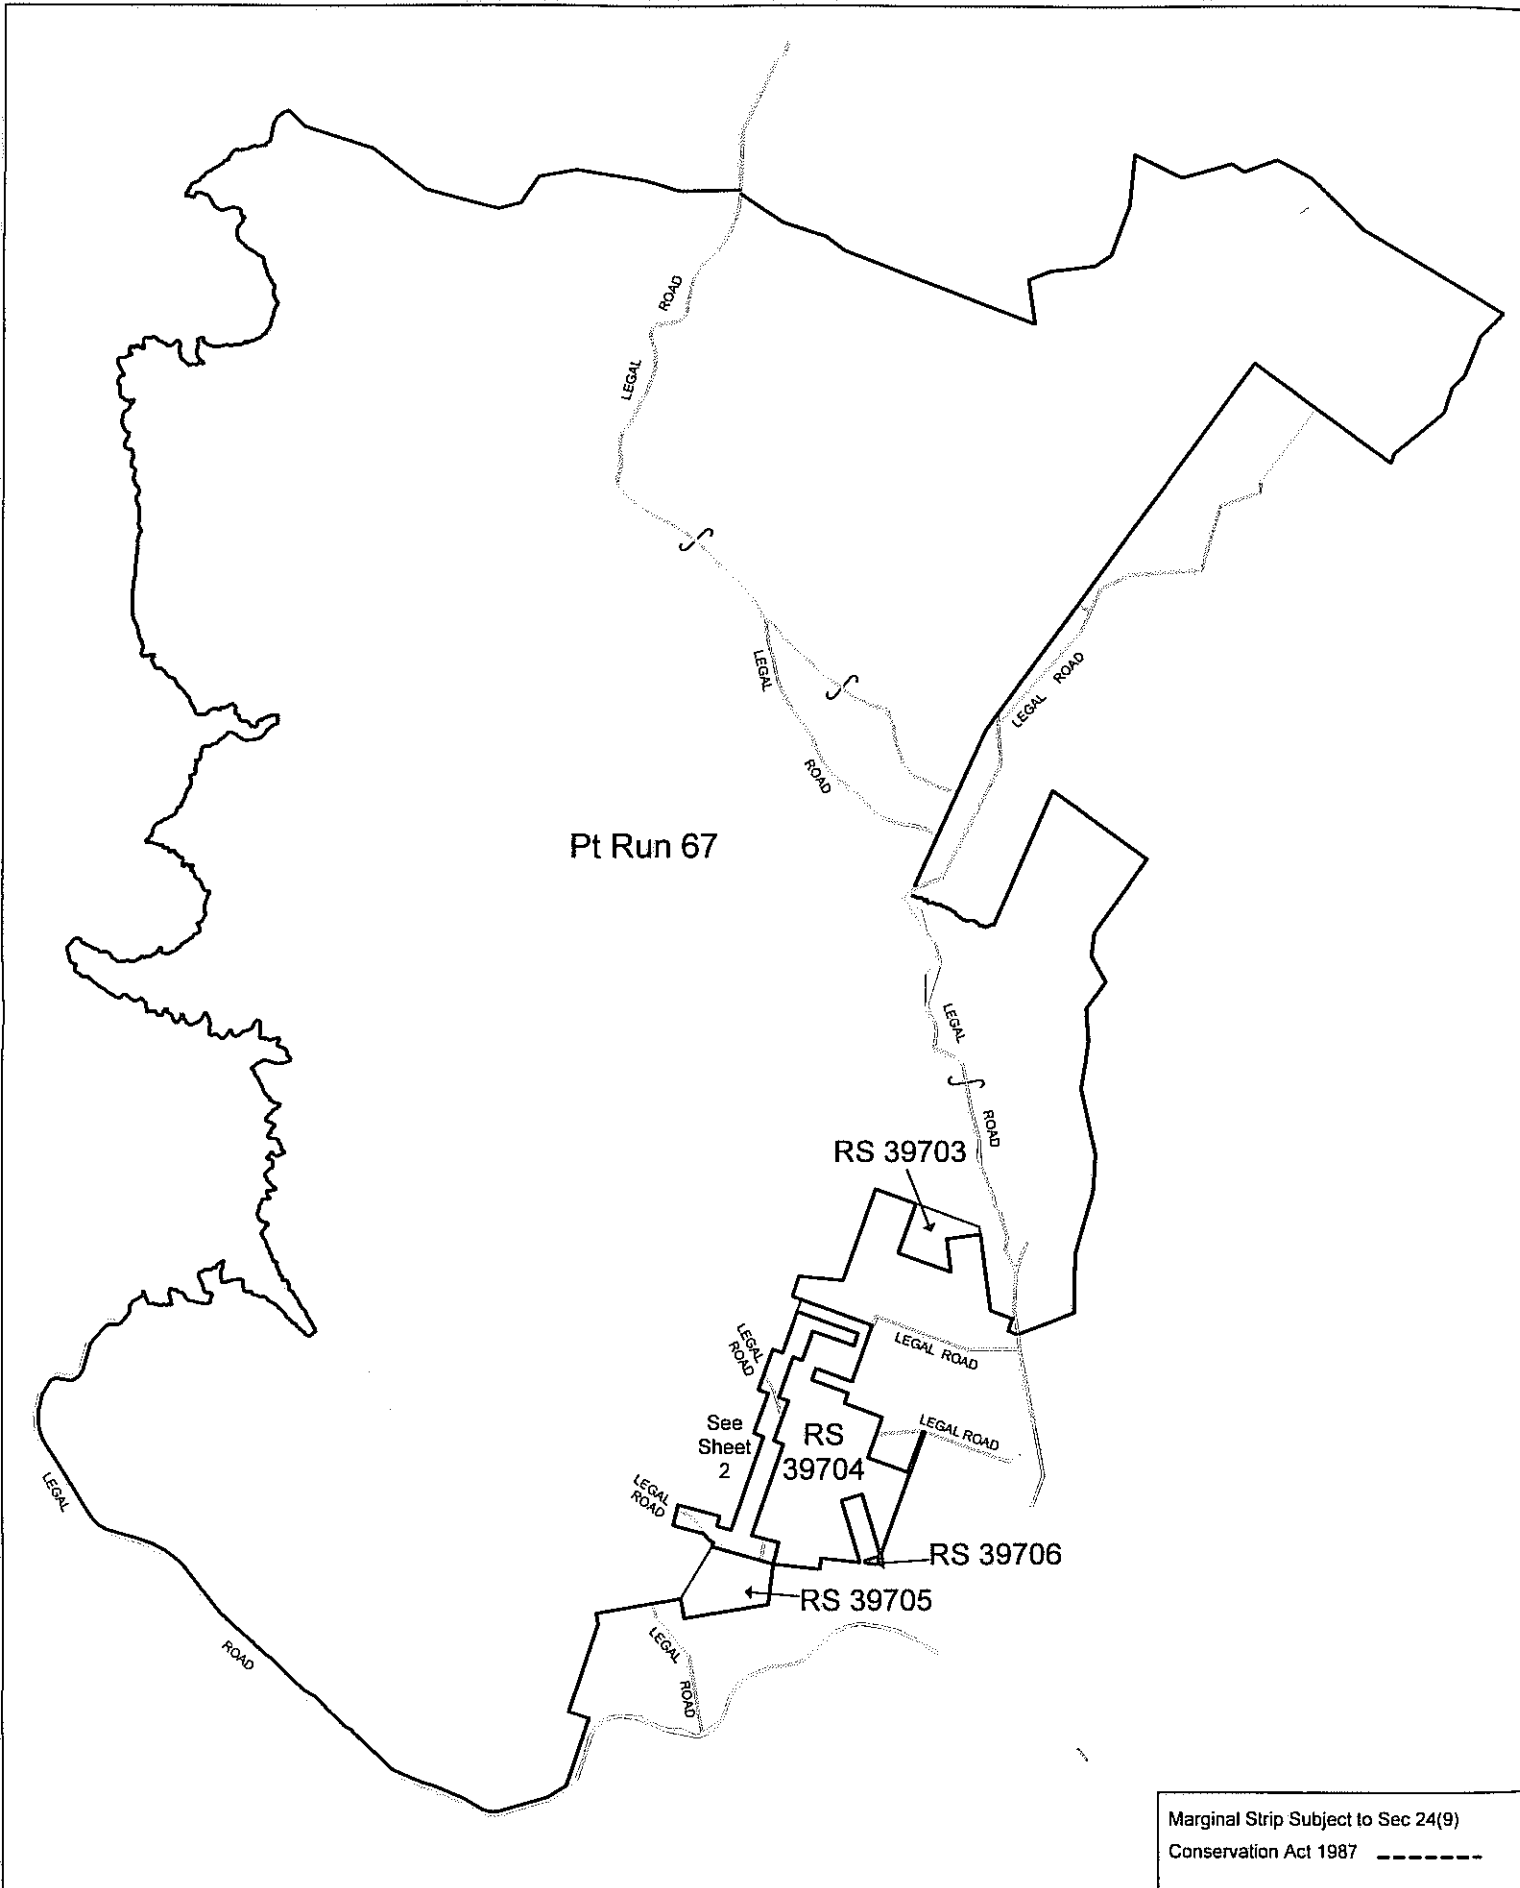 ROAD
LEGAL
LEGAL
ROAD
LEGAL ROAD
Pt Run 67
LEGAL
ROAD
RS 39703
LEGAL
ROAD
LEGAL ROAD
See
Sheet
2
RS
39704
LEGAL ROAD
LEGAL
ROAD
LEGAL
RS 39706
RS 39705
LEGAL
ROAD
ROAD
Marginal Strip Subject to Sec 24(9)
Conservation Act 1987